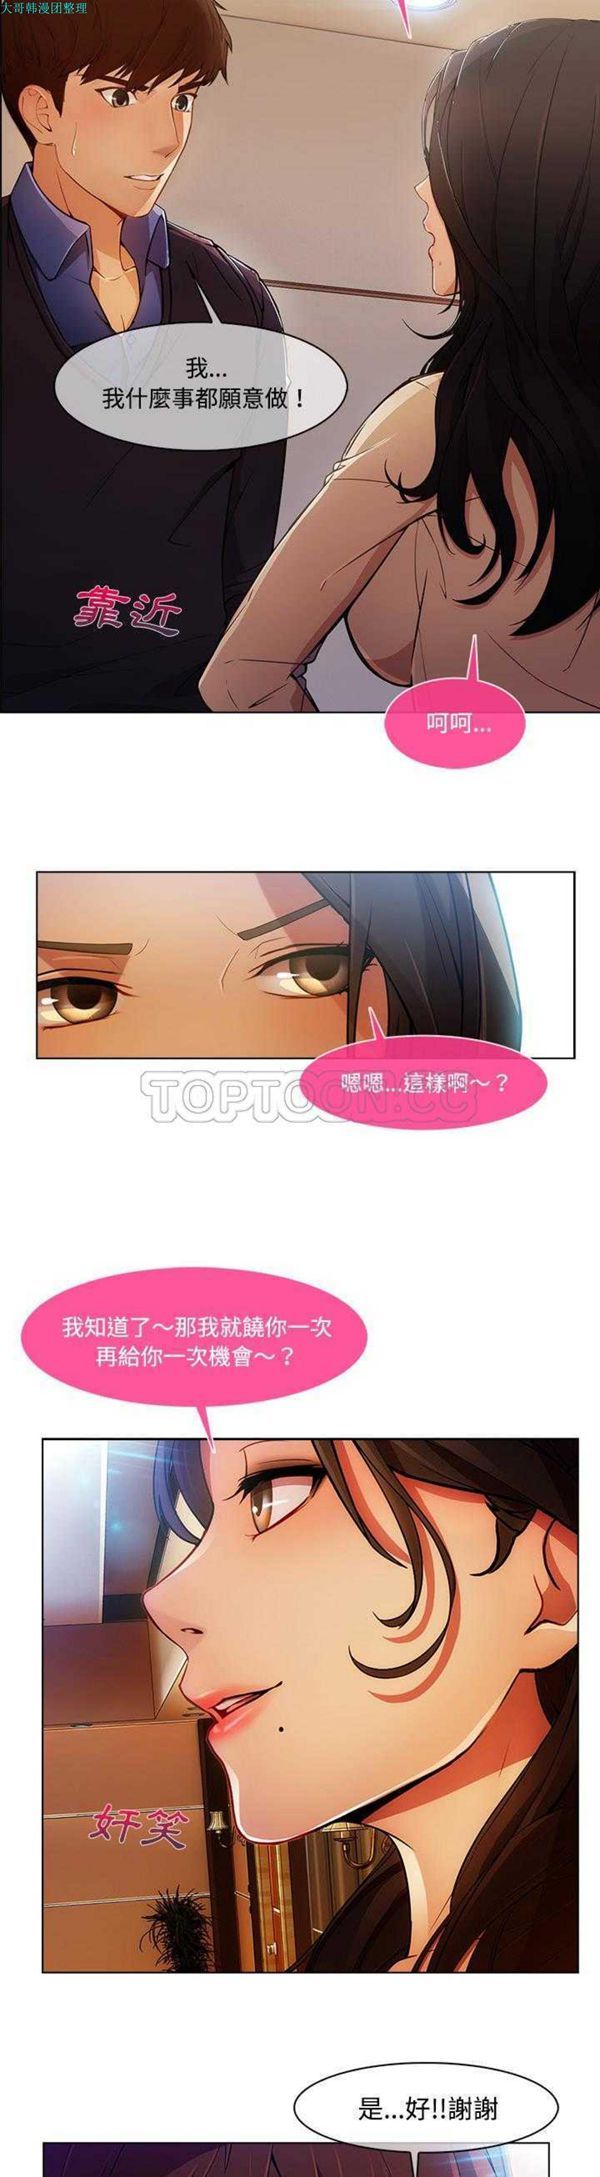 大哥韩漫团整理
我...
我什麼事都願意做！
靠近
呵呵...
嗯嗯...這樣啊～？
TOPTOON.CC
我知道了～那我就饒你一次
再給你一次機會～？
奸笑
是...好!!謝謝